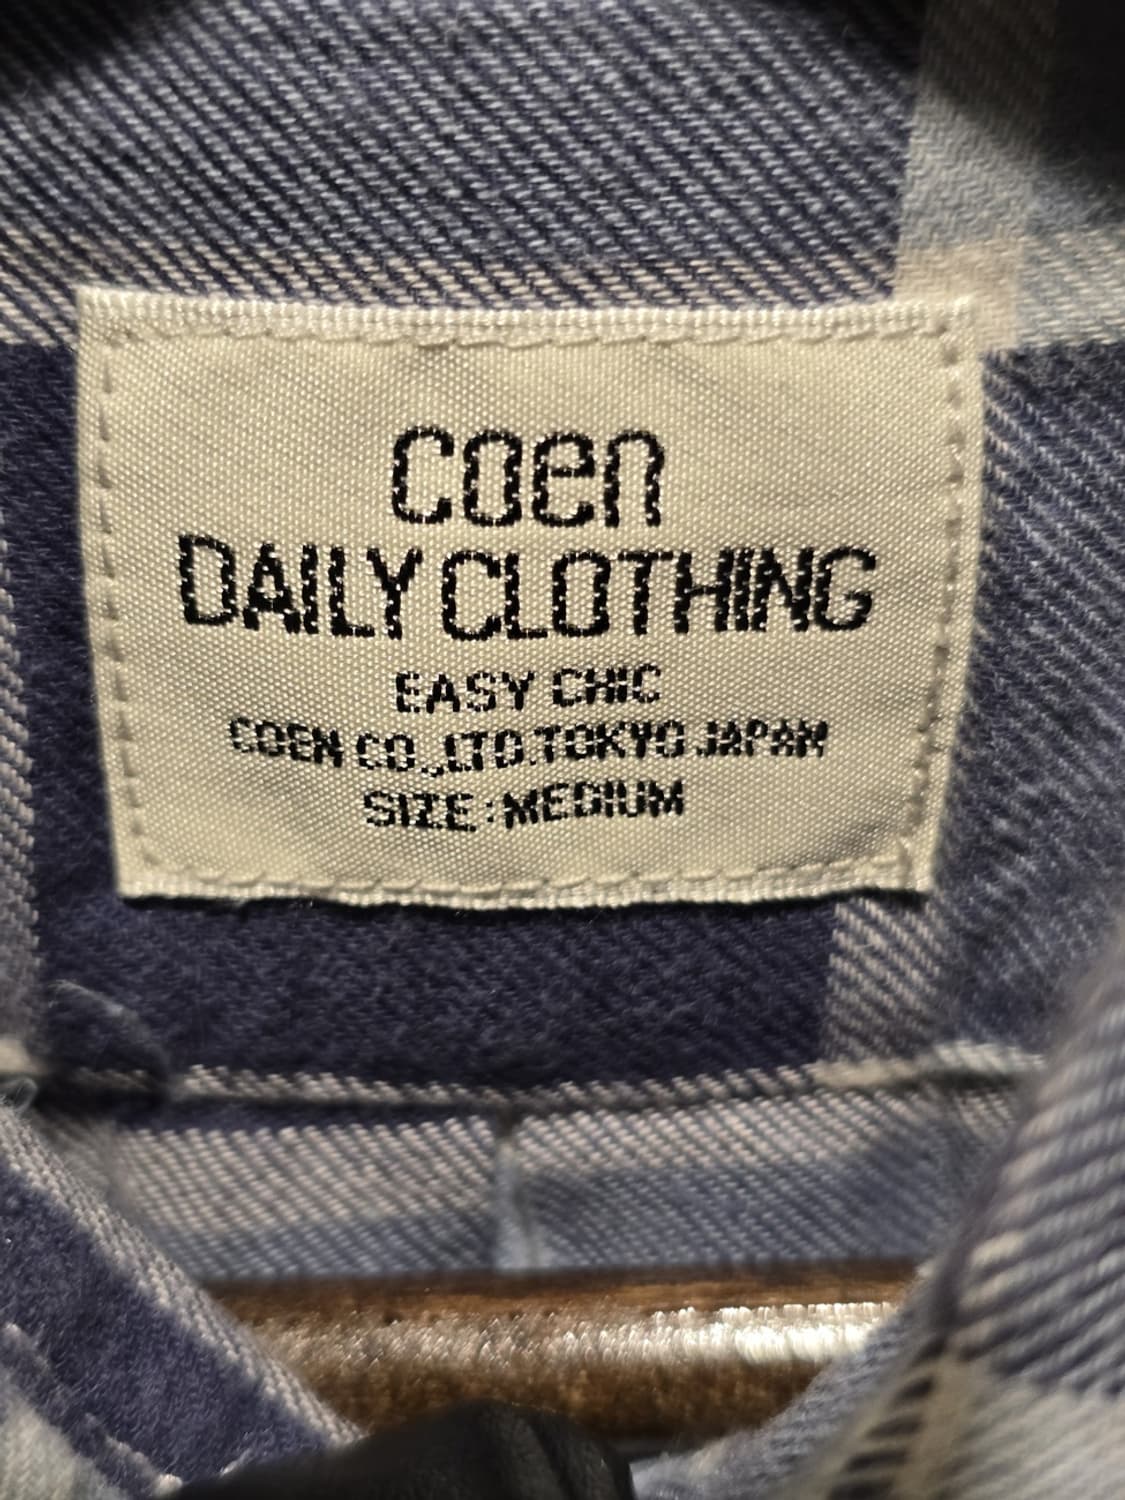 coen
DAILY CLOTHING
EASY CHIC
COEN CO.,LTD.TOKYO JAPAN
SIZE:MEDIUM